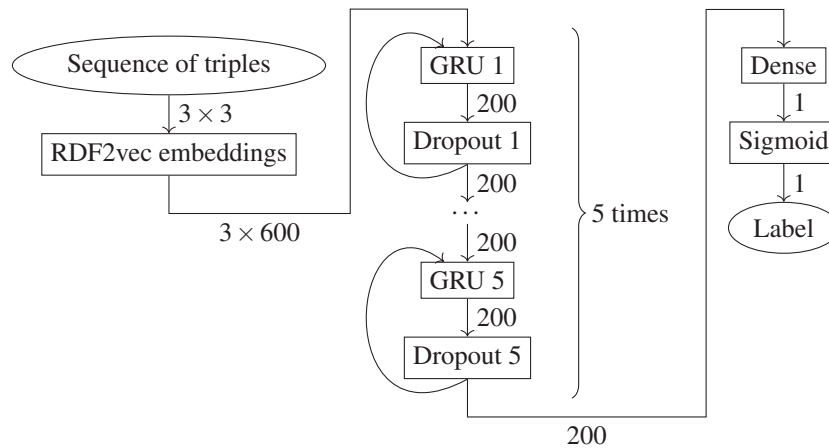 Sequence of triples
3 × 3
RDF2vec embeddings
3 × 600
GRU 1
200
Dropout 1
200
...
200
GRU 5
200
Dropout 5
5 times
200
Dense
1
Sigmoid
1
Label